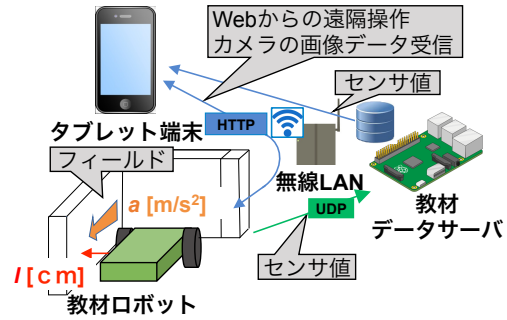 Webからの遠隔操作
カメラの画像データ受信
センサ値
タブレット端末
HTTP
フィールド
無線LAN
a [m/s²]
UDP
教材
データサーバ
l [ｃｍ]
センサ値
教材ロボット